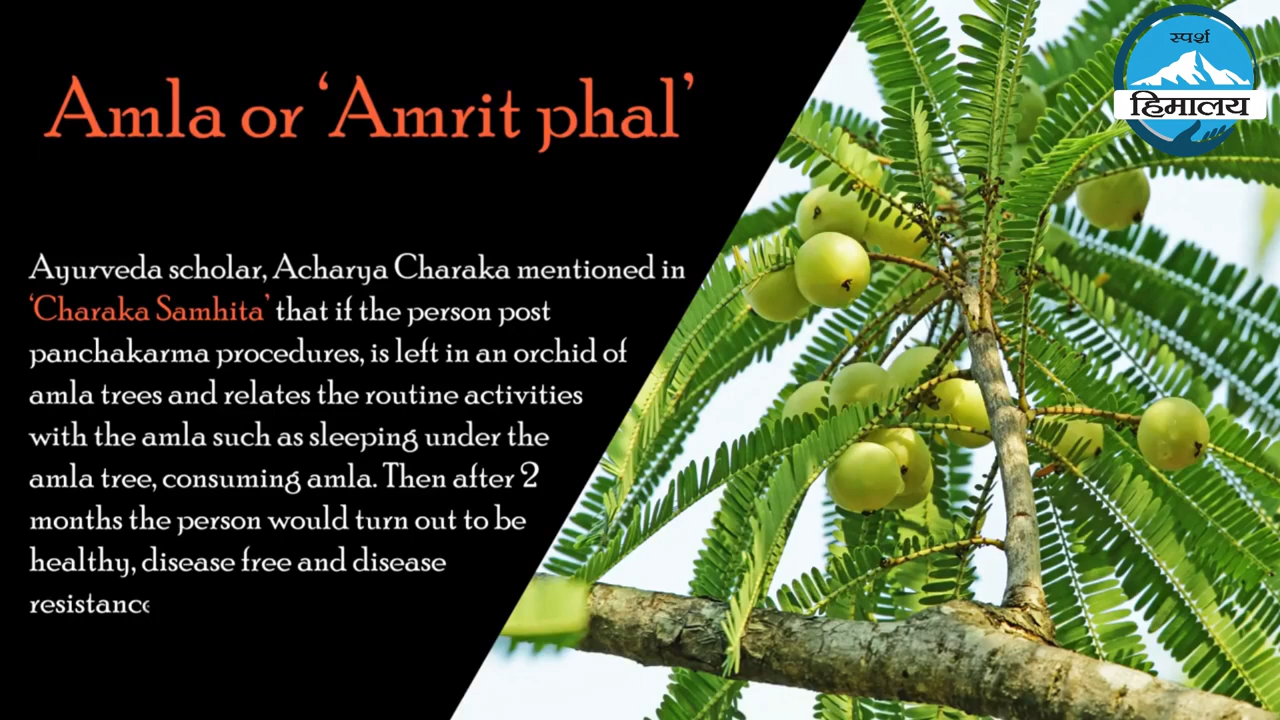 Amla or ‘Amrit phal’
Ayurveda scholar, Acharya Charaka mentioned in
‘Charaka Samhita’ that if the person post
panchakarma procedures, is left in an orchid of
amla trees and relates the routine activities
with the amla such as sleeping under the
amla tree, consuming amla. Then after 2
months the person would turn out to be
healthy, disease free and disease
resistance
स्पर्श
हिमालय